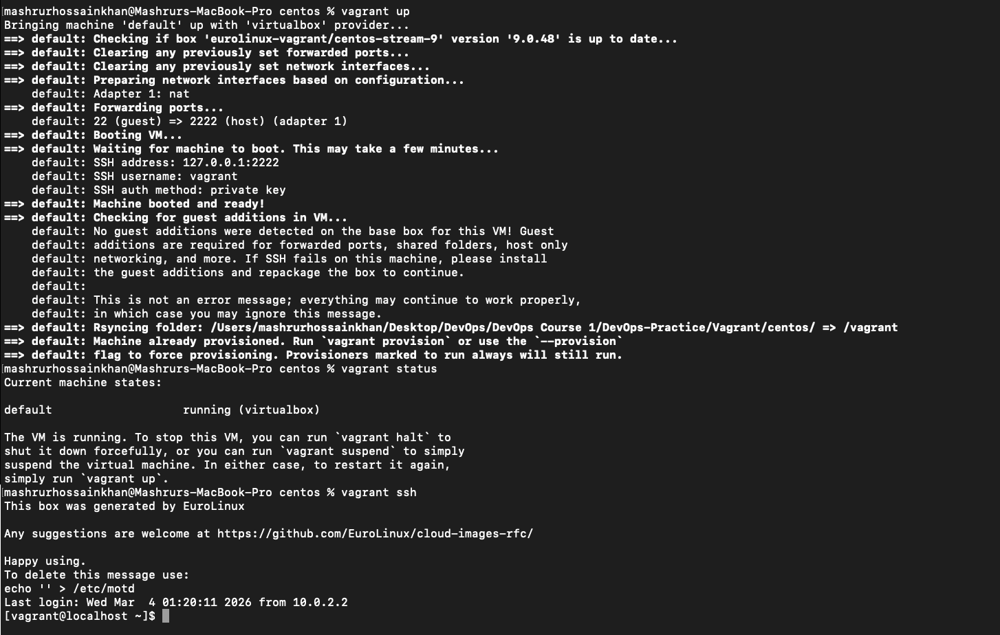 mashrurhossainkhan@Mashrurs-MacBook-Pro centos % vagrant up
Bringing machine 'default' up with 'virtualbox' provider...
==> default: Checking if box 'eurolinux-vagrant/centos-stream-9' version '9.0.48' is up to date...
==> default: Clearing any previously set forwarded ports...
==> default: Clearing any previously set network interfaces...
==> default: Preparing network interfaces based on configuration...
    default: Adapter 1: nat
==> default: Forwarding ports...
    default: 22 (guest) => 2222 (host) (adapter 1)
==> default: Booting VM...
==> default: Waiting for machine to boot. This may take a few minutes...
    default: SSH address: 127.0.0.1:2222
    default: SSH username: vagrant
    default: SSH auth method: private key
==> default: Machine booted and ready!
==> default: Checking for guest additions in VM...
    default: No guest additions were detected on the base box for this VM! Guest
    default: additions are required for forwarded ports, shared folders, host only
    default: networking, and more. If SSH fails on this machine, please install
    default: the guest additions and repackage the box to continue.
    default:
    default: This is not an error message; everything may continue to work properly,
    default: in which case you may ignore this message.
==> default: Rsyncing folder: /Users/mashrurhossainkhan/Desktop/DevOps/DevOps Course 1/DevOps-Practice/Vagrant/centos/ => /vagrant
==> default: Machine already provisioned. Run `vagrant provision` or use the `--provision`
==> default: flag to force provisioning. Provisioners marked to run always will still run.
mashrurhossainkhan@Mashrurs-MacBook-Pro centos % vagrant status
Current machine states:
default                   running (virtualbox)
The VM is running. To stop this VM, you can run `vagrant halt` to
shut it down forcefully, or you can run `vagrant suspend` to simply
suspend the virtual machine. In either case, to restart it again,
simply run `vagrant up`.
mashrurhossainkhan@Mashrurs-MacBook-Pro centos % vagrant ssh
This box was generated by EuroLinux
Any suggestions are welcome at https://github.com/EuroLinux/cloud-images-rfc/
Happy using.
To delete this message use:
echo '' > /etc/motd
Last login: Wed Mar  4 01:20:11 2026 from 10.0.2.2
[vagrant@localhost ~]$